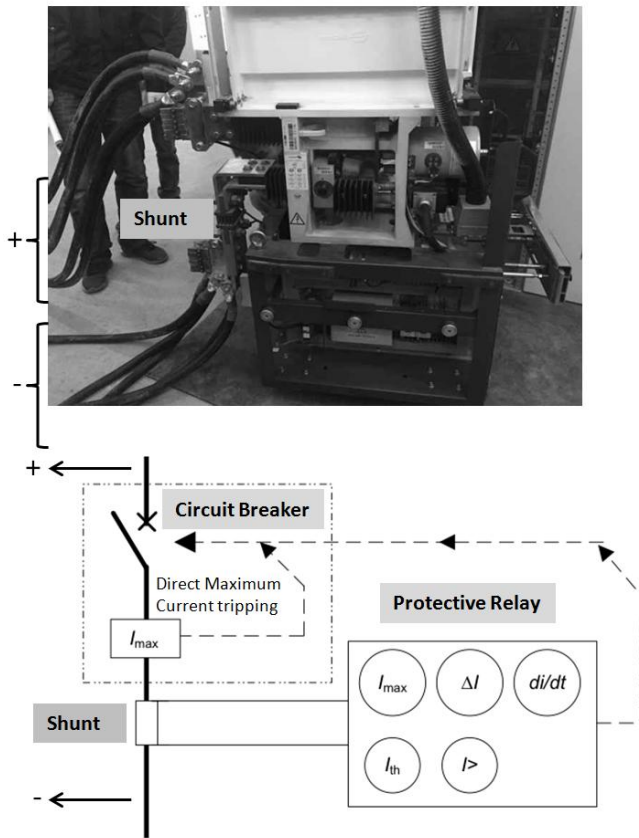 Shunt
+
-
+
Circuit Breaker
Direct Maximum
Current tripping
Protective Relay
Imax
Imax
ΔI
di/dt
Shunt
Ith
I>
-